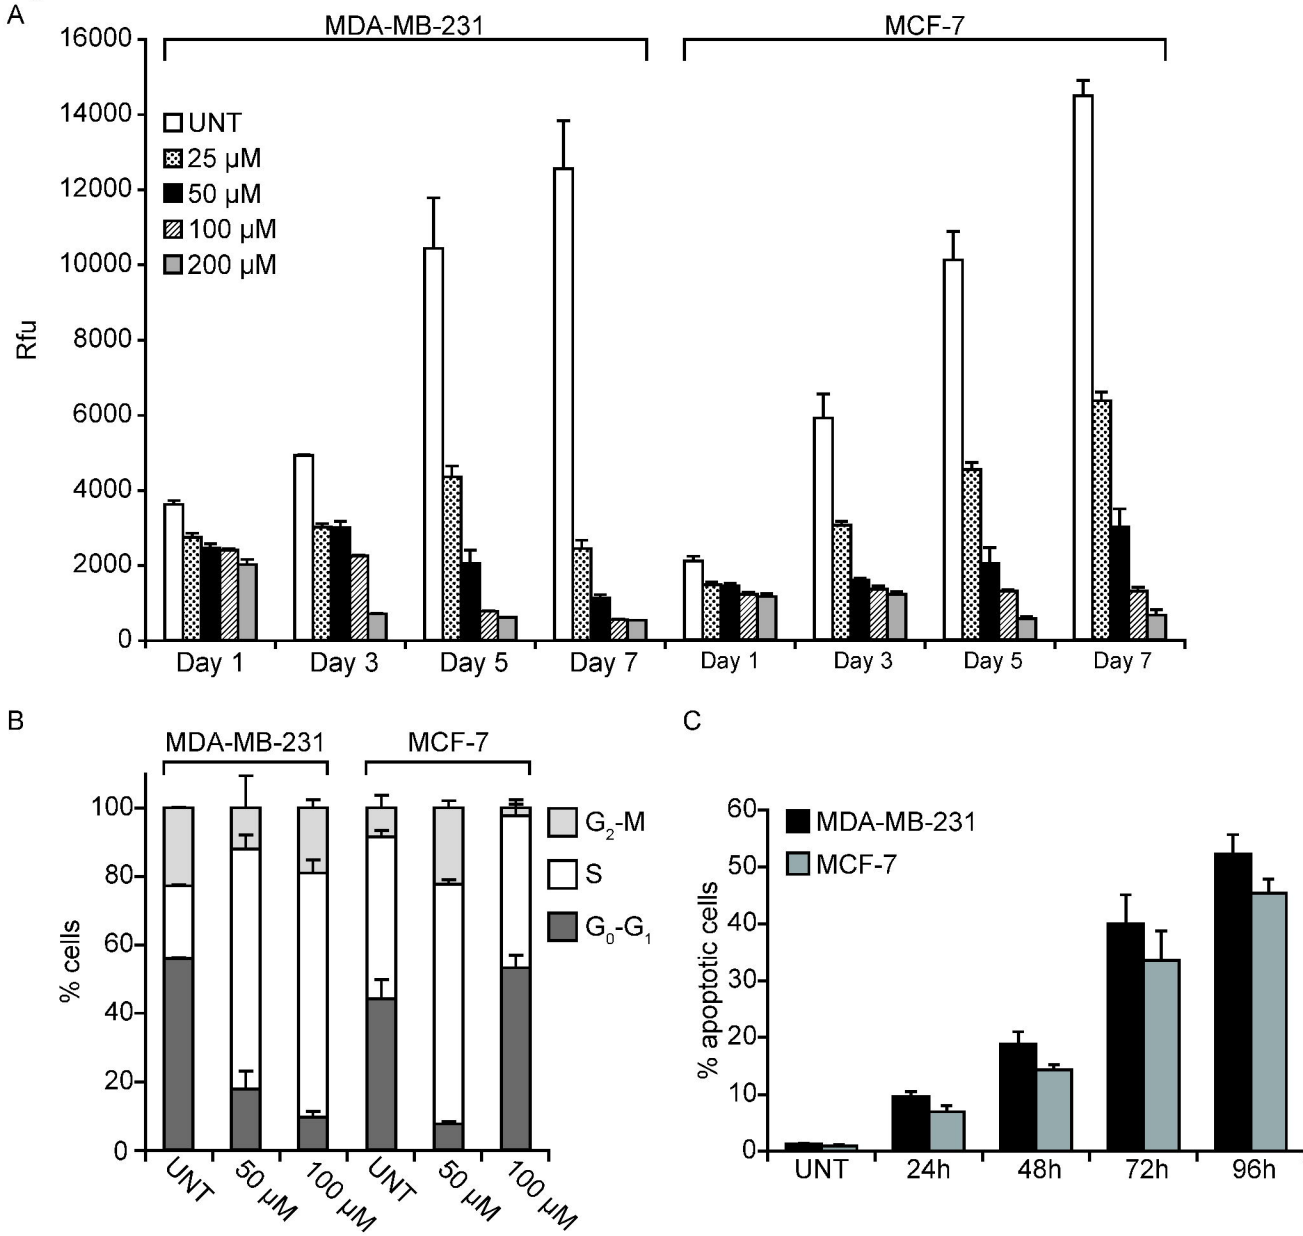 A
MDA-MB-231 MCF-7
16000
14000
12000
10000
8000
6000
4000
2000
0
Rfu
UNT
25 µM
50 µM
100 µM
200 µM
Day 1 Day 3 Day 5 Day 7 Day 1 Day 3 Day 5 Day 7
B
MDA-MB-231 MCF-7
100
80
60
40
20
0
% cells
G2-M
S
G0-G1
UNT 50 µM 100 µM UNT 50 µM 100 µM
C
60
50
40
30
20
10
0
% apoptotic cells
MDA-MB-231
MCF-7
UNT 24h 48h 72h 96h